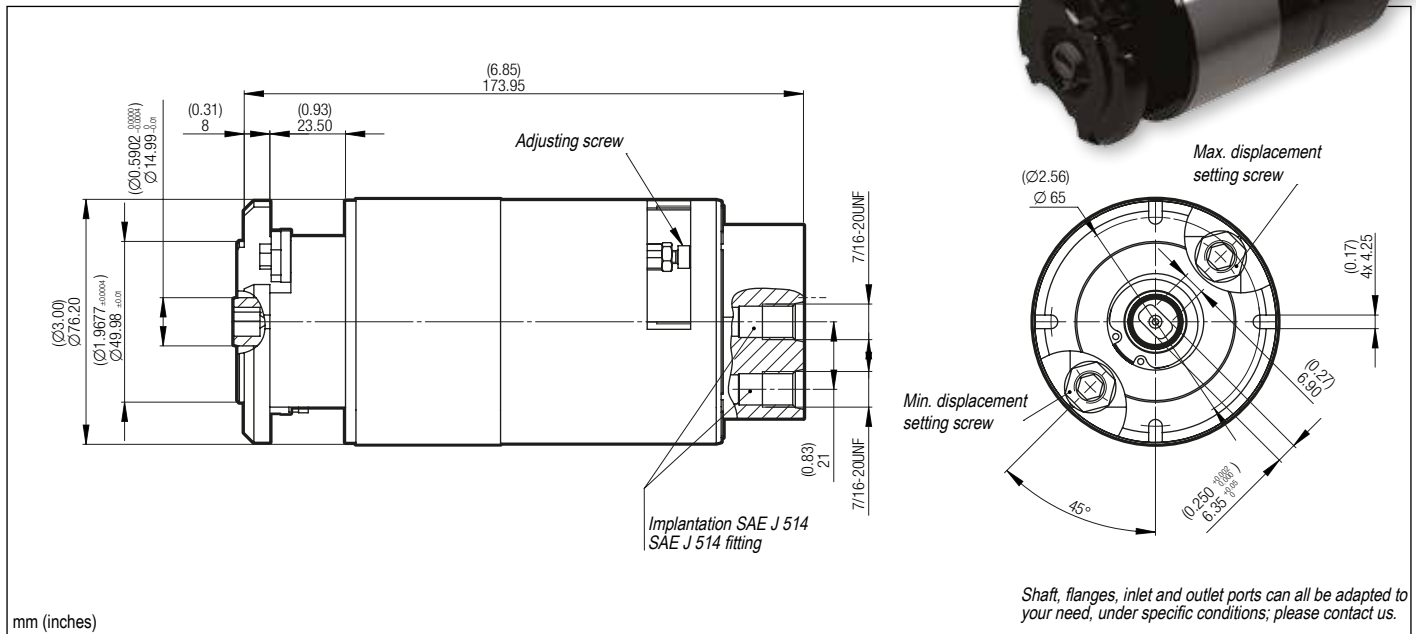 (6.85)
173.95
(0.31)
8
(0.93)
23.50
(Ø0.5902 0.0000 -0.0004)
Ø14.99 0 -0.01
Adjusting screw
7/16-20UNF
(Ø3.00)
Ø76.20
(Ø1.9677 ±0.0004)
Ø49.98 ±0.01
(0.83)
21
7/16-20UNF
Implantation SAE J 514
SAE J 514 fitting
mm (inches)
Max. displacement
setting screw
(Ø2.56)
Ø 65
(0.17)
4x 4.25
(0.27)
6.90
Min. displacement
setting screw
(0.250 +0.002 0.000)
6.35 +0.05 0
45°
Shaft, flanges, inlet and outlet ports can all be adapted to
your need, under specific conditions; please contact us.